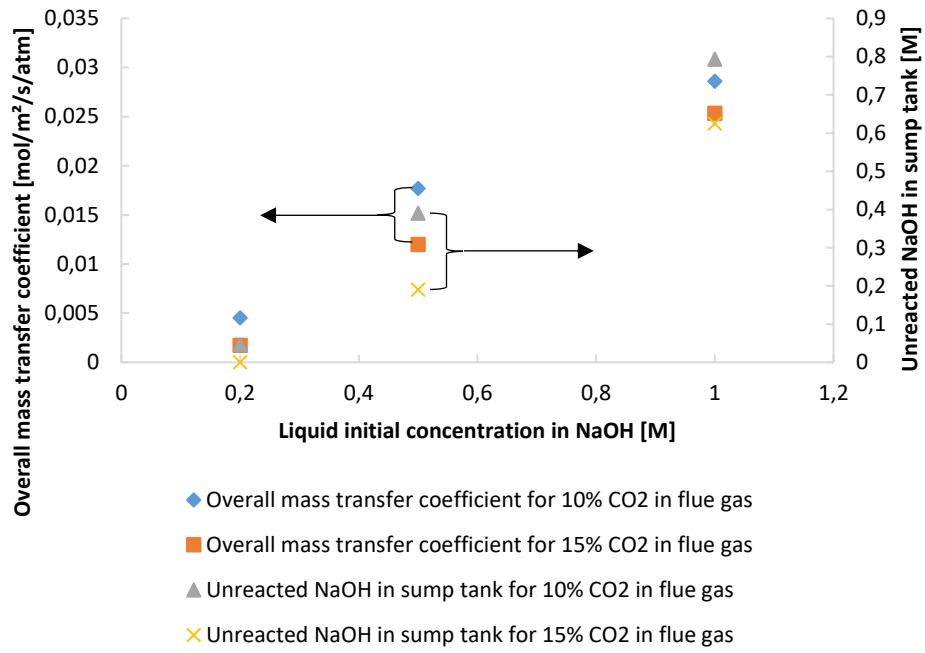 Overall mass transfer coefficient [mol/m²/s/atm]
0,035
0,03
0,025
0,02
0,015
0,01
0,005
0
0,9
0,8
0,7
0,6
0,5
0,4
0,3
0,2
0,1
0
Unreacted NaOH in sump tank [M]
0 0,2 0,4 0,6 0,8 1 1,2
Liquid initial concentration in NaOH [M]
Overall mass transfer coefficient for 10% CO2 in flue gas
Overall mass transfer coefficient for 15% CO2 in flue gas
Unreacted NaOH in sump tank for 10% CO2 in flue gas
Unreacted NaOH in sump tank for 15% CO2 in flue gas